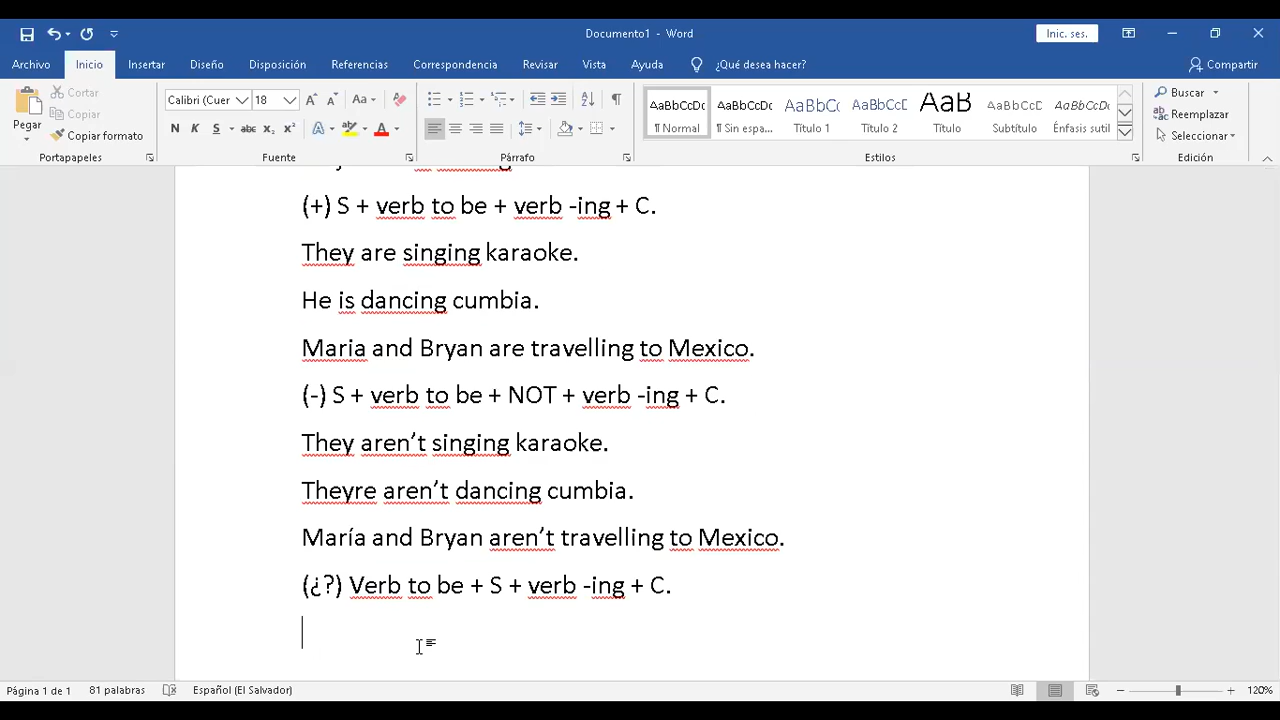 Documento1 - Word
Inic. ses.
Archivo Inicio Insertar Diseño Disposición Referencias Correspondencia Revisar Vista Ayuda ¿Qué desea hacer? Compartir
Pegar Cortar Copiar Copiar formato
Calibri (Cuer 18 Aa
N K S abc x₂ x² A A
AaBbCcDc AaBbCcDc AaBbCc AaBbCcD AaB AaBbCcD AaBbCcDc
¶ Normal ¶ Sin espa... Título 1 Título 2 Título Subtítulo Énfasis sutil
Buscar Reemplazar Seleccionar
Portapapeles Fuente Párrafo Estilos Edición
(+) S + verb to be + verb -ing + C.
They are singing karaoke.
He is dancing cumbia.
Maria and Bryan are travelling to Mexico.
(-) S + verb to be + NOT + verb -ing + C.
They aren’t singing karaoke.
Theyre aren’t dancing cumbia.
María and Bryan aren’t travelling to Mexico.
(¿?) Verb to be + S + verb -ing + C.
Página 1 de 1 81 palabras Español (El Salvador) 120%